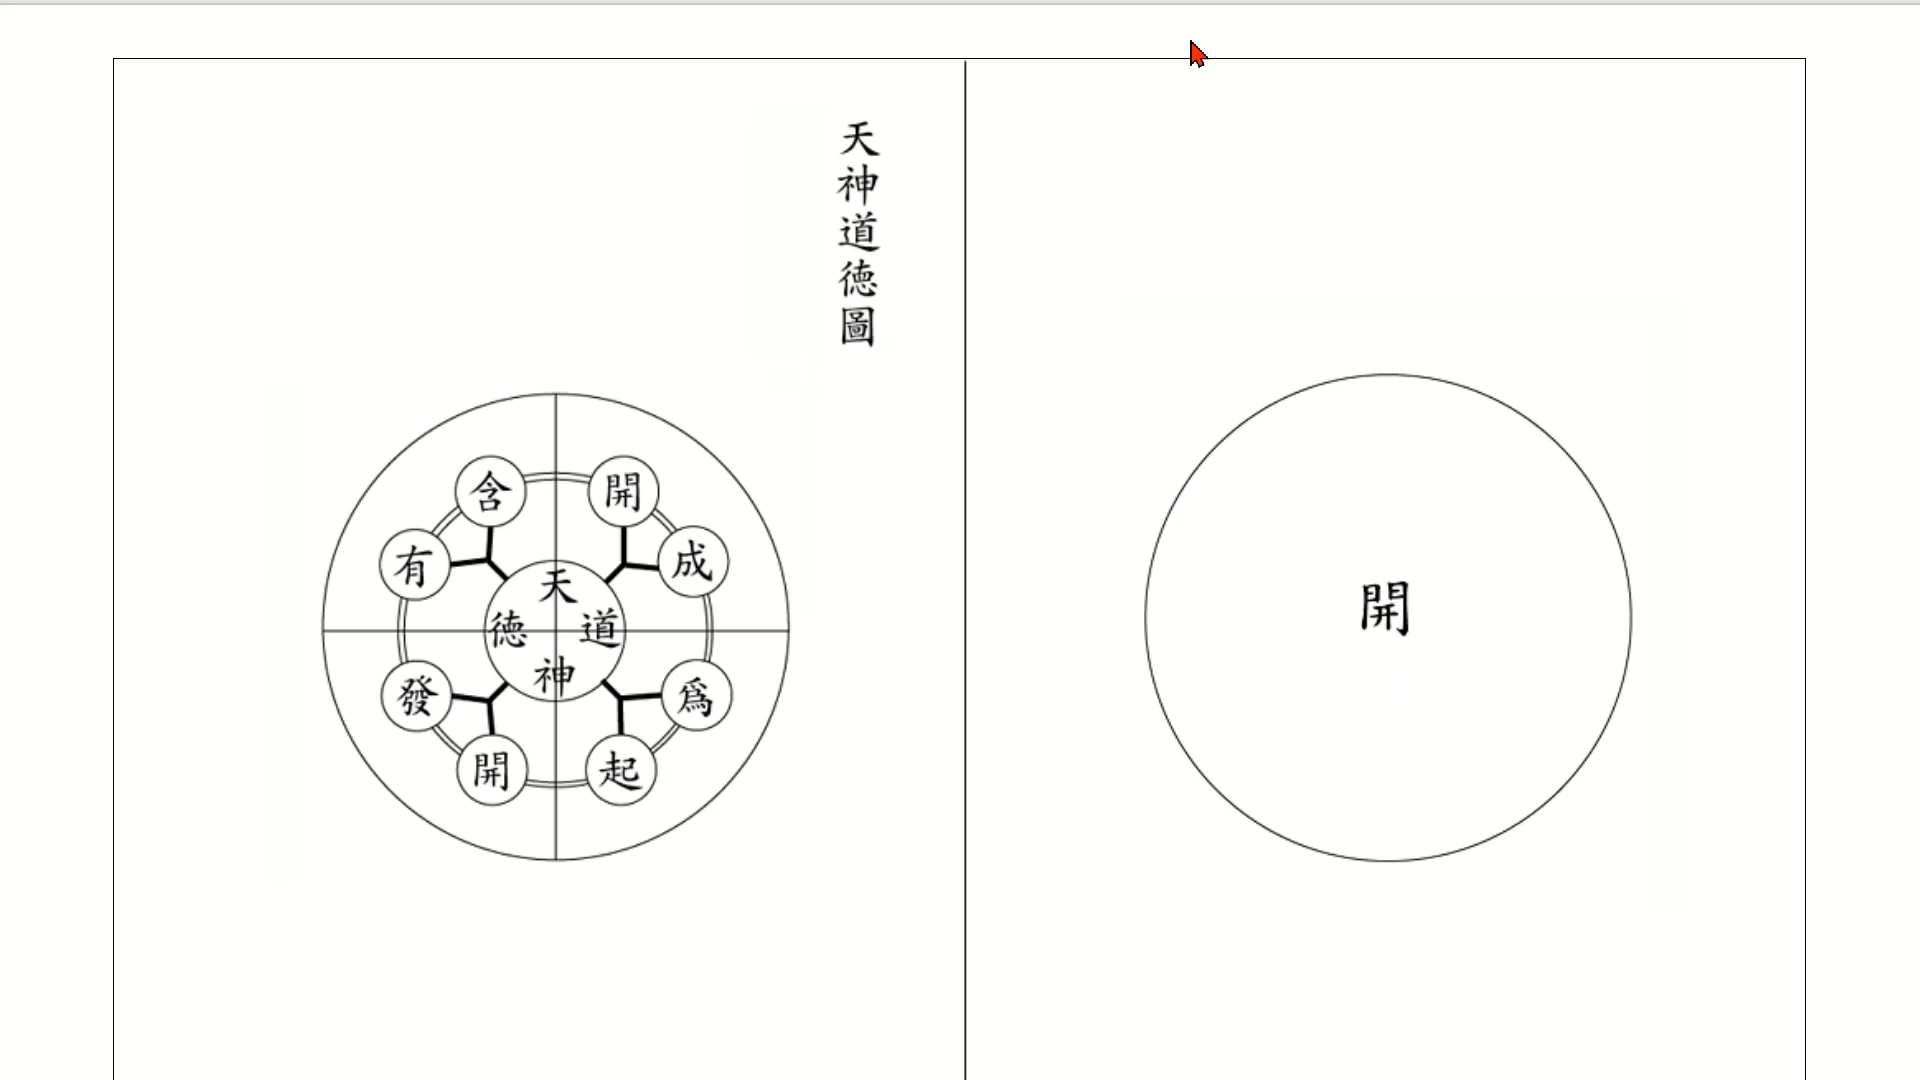 天神道德圖
含
開
有
成
天
德
道
神
發
爲
開
起
開